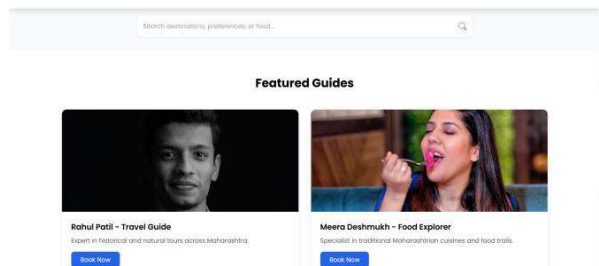 Search destinations, preferences, or food...
Featured Guides
Rahul Patil - Travel Guide
Expert in historical and natural tours across Maharashtra.
Book Now
Meera Deshmukh - Food Explorer
Specialist in traditional Maharashtrian cuisines and food trails.
Book Now